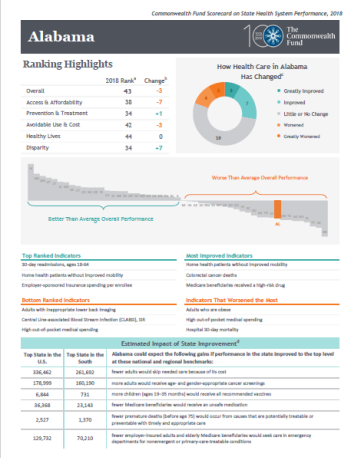 Commonwealth Fund Scorecard on State Health System Performance, 2018
Alabama
The
Commonwealth
Fund
Ranking Highlights
2018 Rankᵃ Changeᵇ
Overall 43 -3
Access & Affordability 38 -7
Prevention & Treatment 34 +1
Avoidable Use & Cost 42 -3
Healthy Lives 44 0
Disparity 34 +7
How Health Care in Alabama
Has Changedᶜ
Greatly Improved
Improved
Little or No Change
Worsened
Greatly Worsened
Worse Than Average Overall Performance
Better Than Average Overall Performance
Top Ranked Indicators
30-day readmissions, ages 18-64
Home health patients without improved mobility
Employer-sponsored insurance spending per enrollee
Most Improved Indicators
Home health patients without improved mobility
Colorectal cancer deaths
Medicare beneficiaries received a high-risk drug
Bottom Ranked Indicators
Adults with inappropriate lower back imaging
Central Line-Associated Blood Stream Infection (CLABSI), SIR
High out-of-pocket medical spending
Indicators That Worsened the Most
Adults who are obese
High out-of-pocket medical spending
Hospital 30-day mortality
Estimated Impact of State Improvementᵈ
Top State in the
U.S.
Top State in the
South
Alabama could expect the following gains if performance in the state improved to the top level
at these national and regional benchmarks:
336,462 261,692 fewer adults would skip needed care because of its cost
178,999 160,190 more adults would receive age- and gender-appropriate cancer screenings
6,844 731 more children (ages 19–35 months) would receive all recommended vaccines
36,368 23,143 fewer Medicare beneficiaries would receive an unsafe medication
2,527 1,370 fewer premature deaths (before age 75) would occur from causes that are potentially treatable or
preventable with timely and appropriate care
129,732 70,210 fewer employer-insured adults and elderly Medicare beneficiaries would seek care in emergency
departments for nonemergent or primary-care-treatable conditions